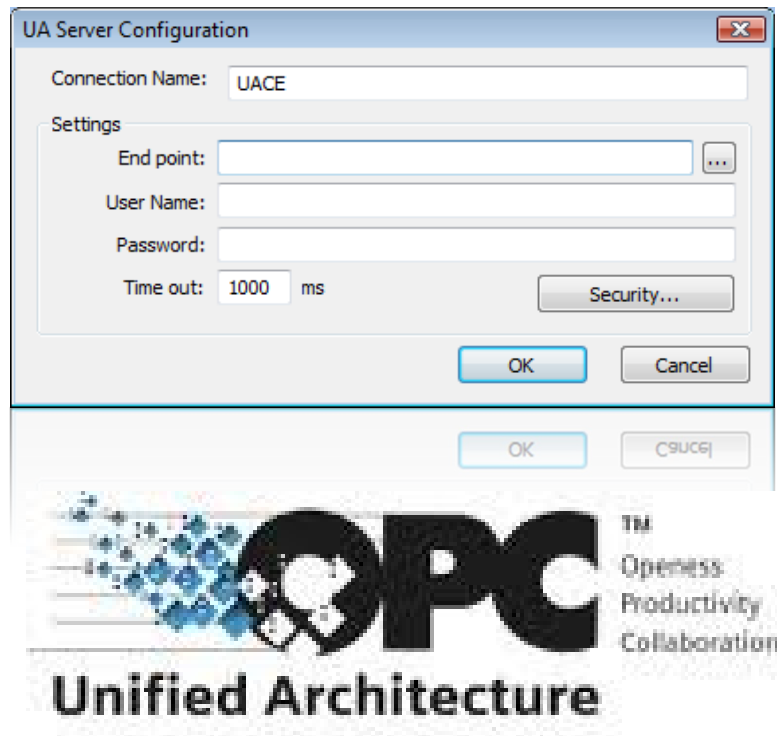 UA Server Configuration
Connection Name: UACE
Settings
End point: ...
User Name:
Password:
Time out: 1000 ms
Security...
OK Cancel
OK Cancel
OPC TM
Openess
Productivity
Collaboration
Unified Architecture